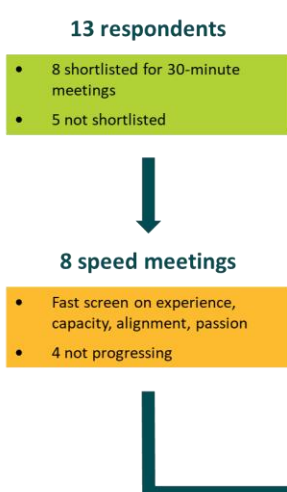 13 respondents
• 8 shortlisted for 30-minute
meetings
• 5 not shortlisted
8 speed meetings
• Fast screen on experience,
capacity, alignment, passion
• 4 not progressing